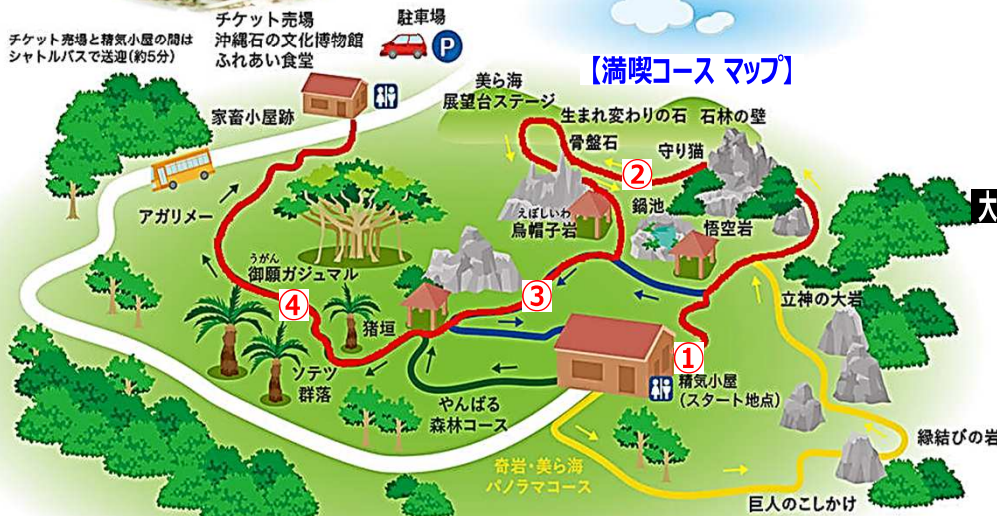 チケット売場と精気小屋の間は
シャトルバスで送迎(約5分)
チケット売場
沖縄石の文化博物館
ふれあい食堂
駐車場
P
【満喫コース マップ】
家畜小屋跡
美ら海
展望台ステージ
生まれ変わりの石
石林の壁
骨盤石
守り猫
②
アガリメー
えぼしいわ
烏帽子岩
鍋池
悟空岩
大
うがん
御願ガジュマル
③
④
立神の大岩
猪垣
①
ソテツ
群落
精気小屋
(スタート地点)
やんばる
森林コース
縁結びの岩
奇岩・美ら海
パノラマコース
巨人のこしかけ